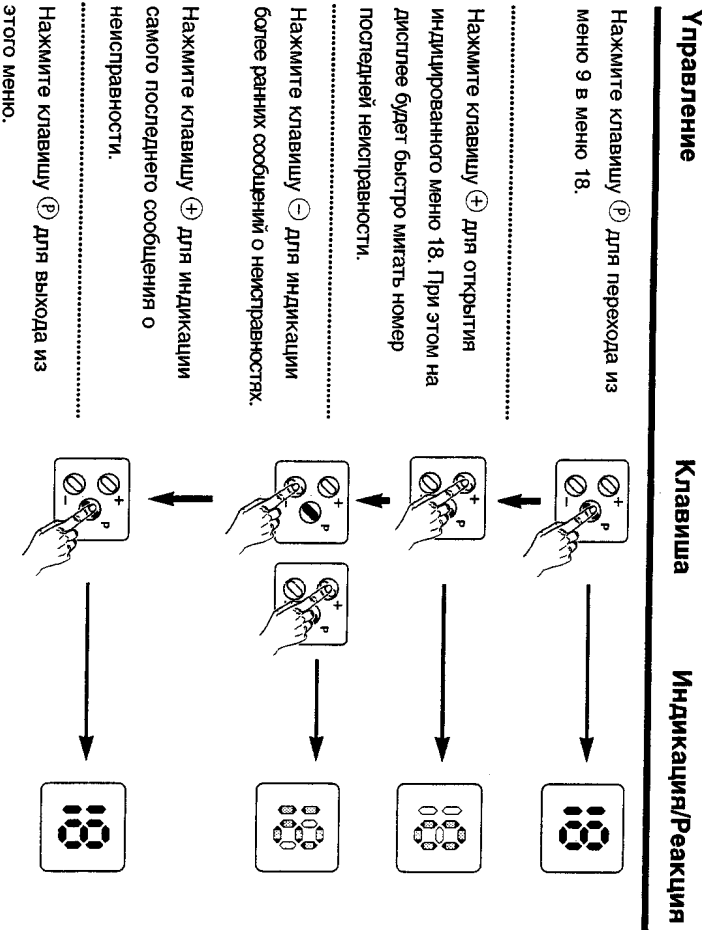 Управление Клавиша Индикация/Реакция
Нажмите клавишу (P) для перехода из
меню 9 в меню 18.
Нажмите клавишу (+) для открытия
индицированного меню 18. При этом на
дисплее будет быстро мигать номер
последней неисправности.
Нажмите клавишу (−) для индикации
более ранних сообщений о неисправностях.
Нажмите клавишу (+) для индикации
самого последнего сообщения о
неисправности.
Нажмите клавишу (P) для выхода из
этого меню.
+ P −
18
+ P
+ P −
+ P
+ P −
18